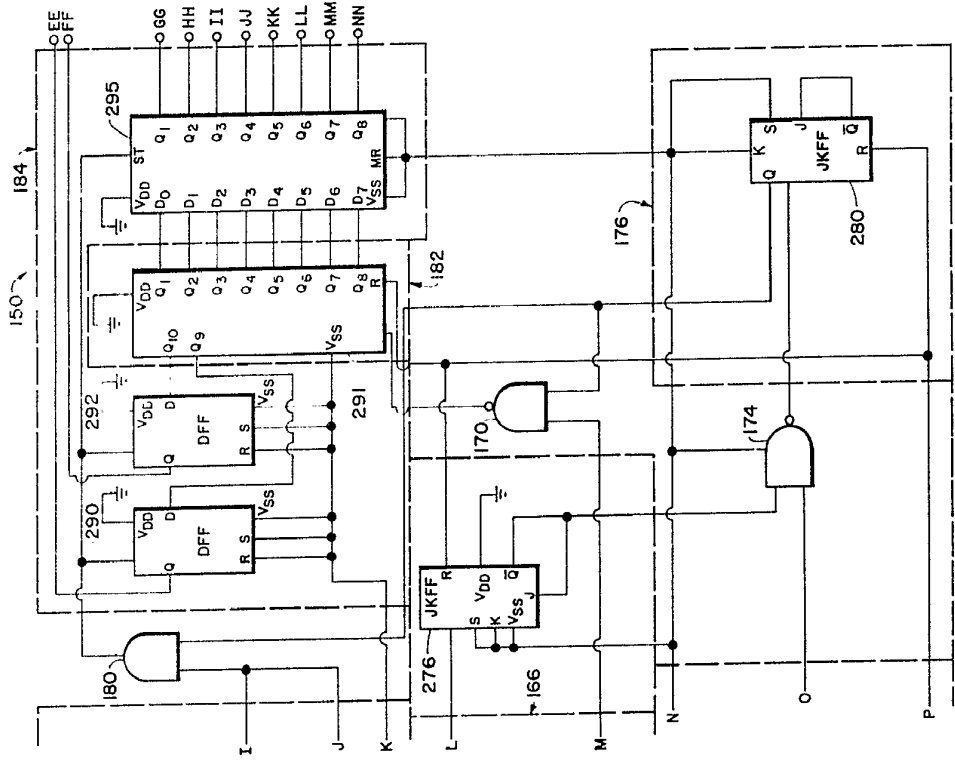 150
184
EE
FF
GG
HH
II
JJ
KK
LL
MM
NN
295
ST
VDD
D0
D1
D2
D3
D4
D5
D6
D7
VSS
MR
Q1
Q2
Q3
Q4
Q5
Q6
Q7
Q8
182
VDD
Q10
Q9
Q1
Q2
Q3
Q4
Q5
Q6
Q7
Q8
R
VSS
291
292
VDD
D
Q
DFF
R
S
VSS
290
VDD
D
Q
DFF
R
S
VSS
180
I
J
K
L
M
N
O
P
276
JKFF
R
S
K
VSS
VDD
Q̅
J
166
170
174
176
K
S
Q
J
JKFF
Q̅
R
280